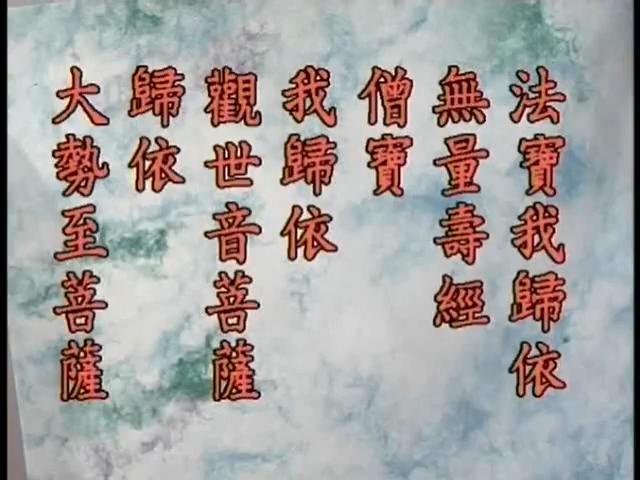 法寶我歸依
無量壽經
僧寶
我歸依
觀世音菩薩
歸依
大勢至菩薩